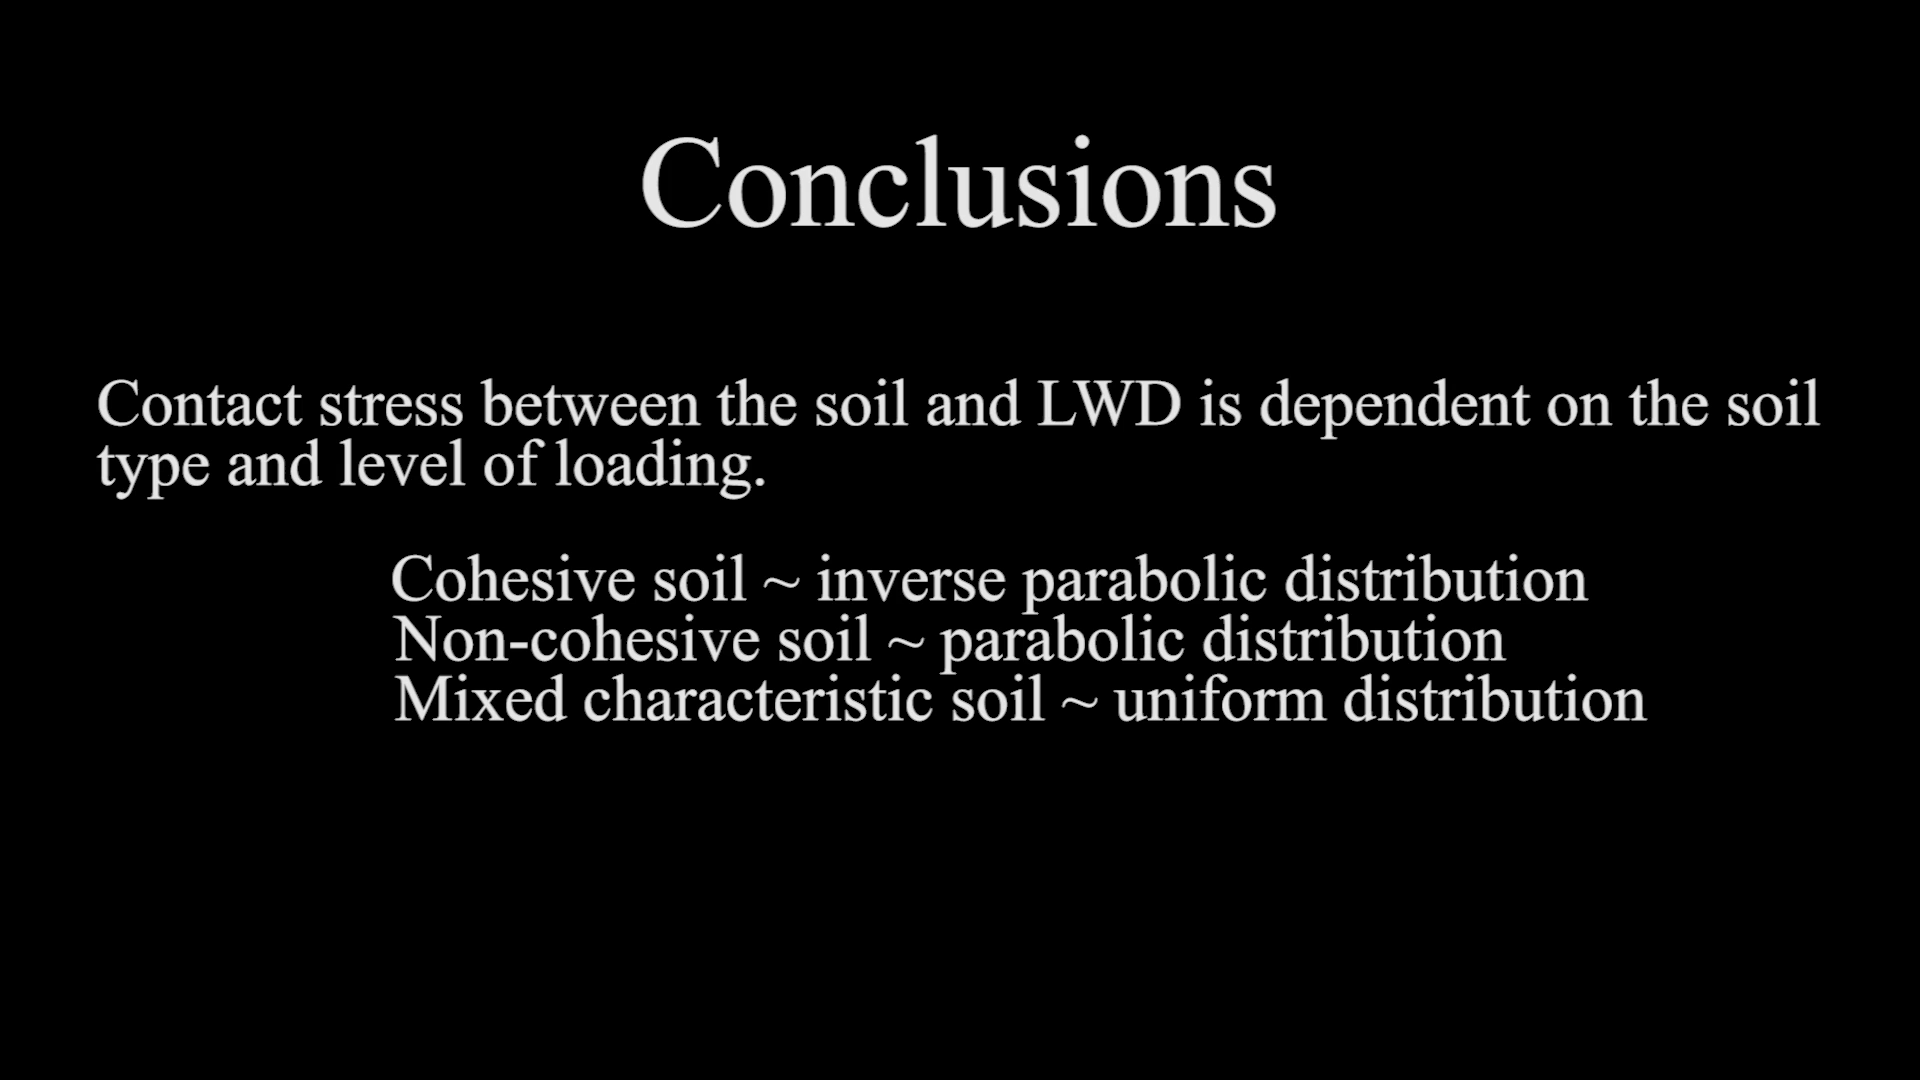 Conclusions
Contact stress between the soil and LWD is dependent on the soil
type and level of loading.
Cohesive soil ~ inverse parabolic distribution
Non-cohesive soil ~ parabolic distribution
Mixed characteristic soil ~ uniform distribution